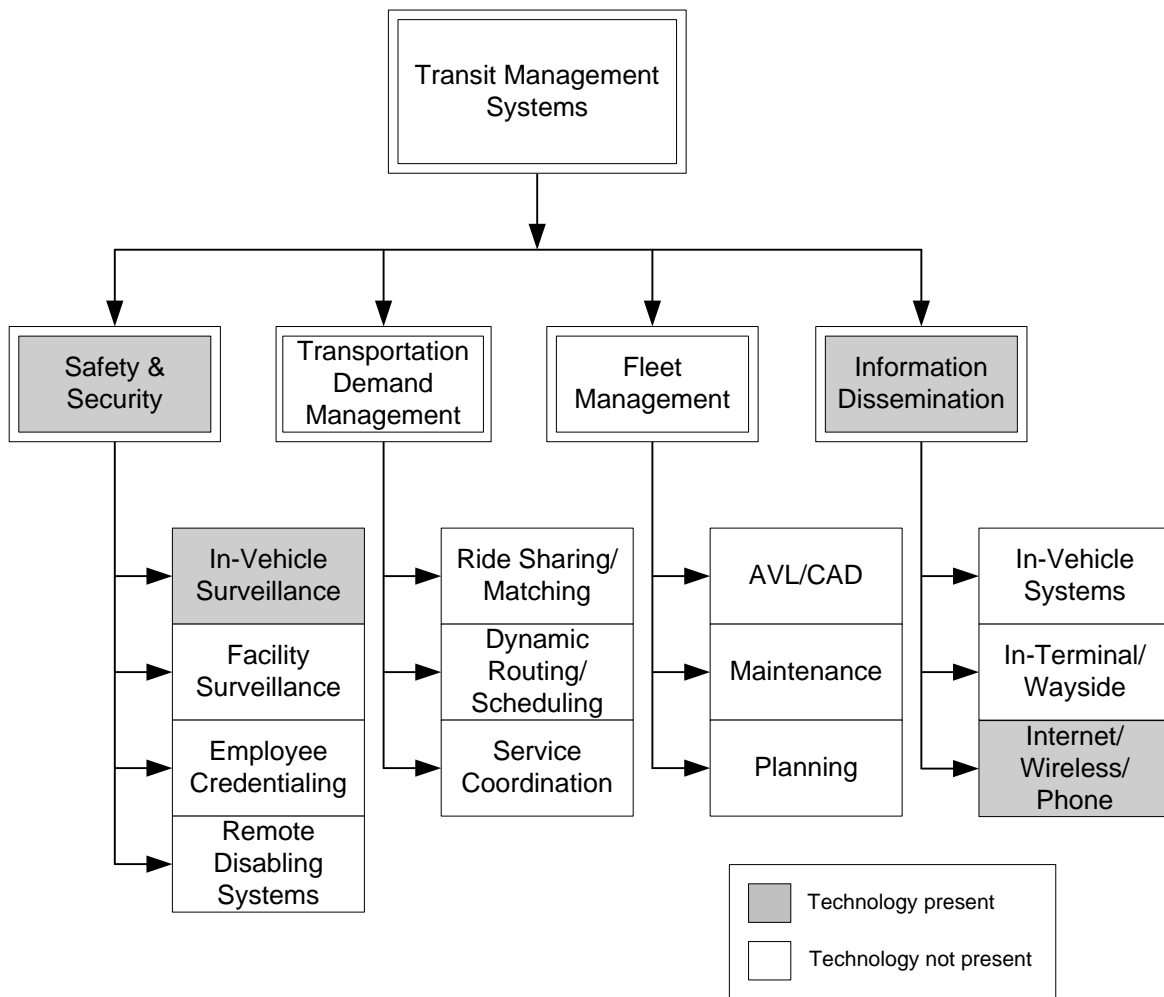 Transit Management
Systems
Safety &
Security
Transportation
Demand
Management
Fleet
Management
Information
Dissemination
In-Vehicle
Surveillance
Facility
Surveillance
Employee
Credentialing
Remote
Disabling
Systems
Ride Sharing/
Matching
Dynamic
Routing/
Scheduling
Service
Coordination
AVL/CAD
Maintenance
Planning
In-Vehicle
Systems
In-Terminal/
Wayside
Internet/
Wireless/
Phone
Technology present
Technology not present